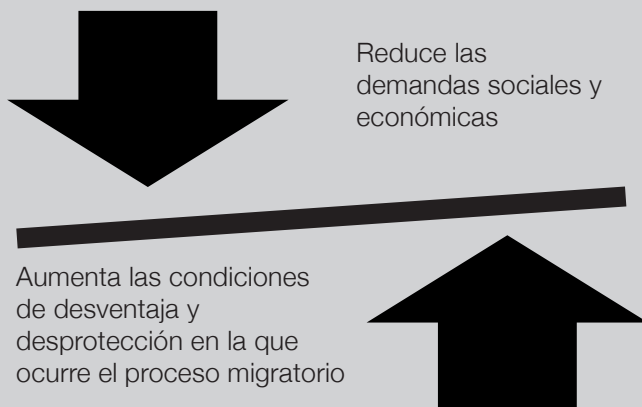 Reduce las
demandas sociales y
económicas
Aumenta las condiciones
de desventaja y
desprotección en la que
ocurre el proceso migratorio